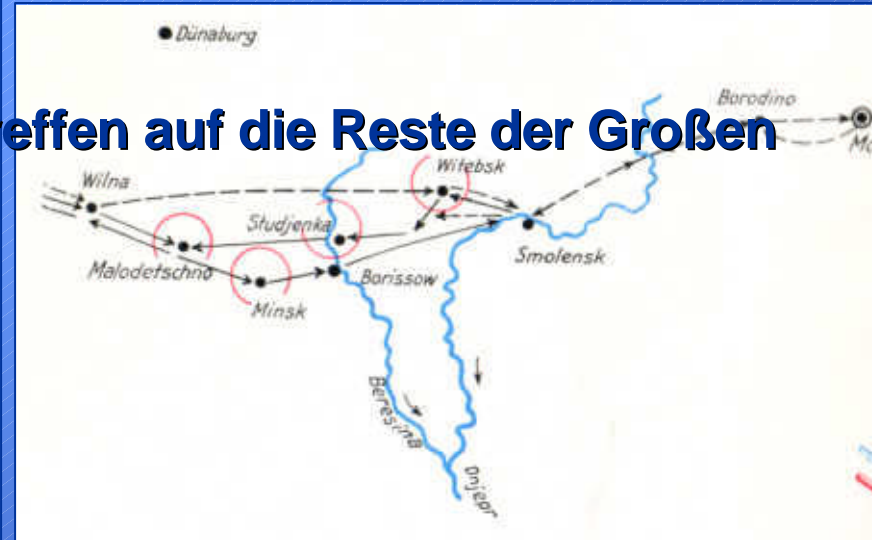 Dünaburg
effen auf die Reste der Großen
Borodino
Witebsk
Wilna
Studjenka
Smolensk
Malodetschno
Borissow
Minsk
Beresina
Dnjepr